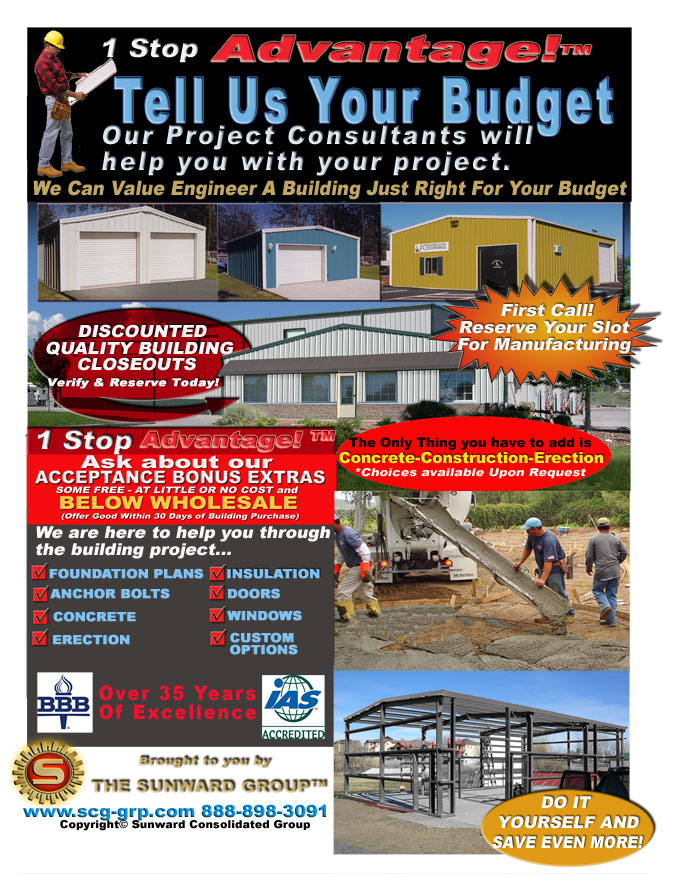 1 Stop Advantage!™
Tell Us Your Budget
Our Project Consultants will
help you with your project.
We Can Value Engineer A Building Just Right For Your Budget
First Call!
Reserve Your Slot
For Manufacturing
DISCOUNTED
QUALITY BUILDING
CLOSEOUTS
Verify & Reserve Today!
1 Stop Advantage! ™
Ask about our
ACCEPTANCE BONUS EXTRAS
SOME FREE - AT LITTLE OR NO COST and
BELOW WHOLESALE
(Offer Good Within 30 Days of Building Purchase)
The Only Thing you have to add is
Concrete-Construction-Erection
*Choices available Upon Request
We are here to help you through
the building project...
FOUNDATION PLANS
INSULATION
ANCHOR BOLTS
DOORS
CONCRETE
WINDOWS
ERECTION
CUSTOM
OPTIONS
BBB
Over 35 Years
Of Excellence
IAS
ACCREDITED
S
Brought to you by
THE SUNWARD GROUP™
www.scg-grp.com 888-898-3091
Copyright© Sunward Consolidated Group
DO IT
YOURSELF AND
SAVE EVEN MORE!